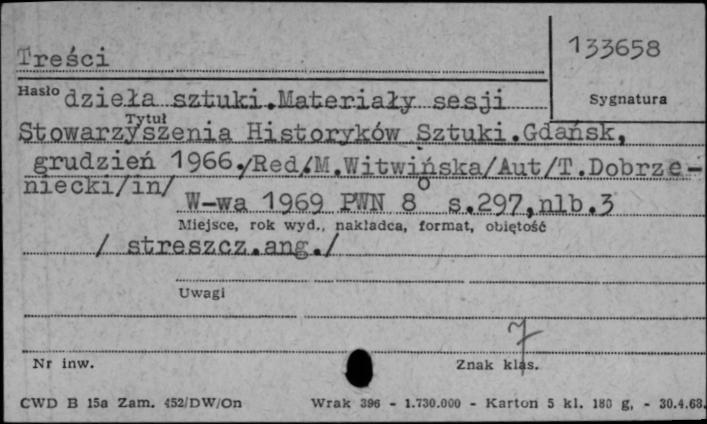 Treści
133658
Hasło
Sygnatura
dzieła sztuki.Materiały sesji
Tytuł
Stowarzyszenia Historyków Sztuki.Gdańsk,
grudzień 1966./Red/.M.Witwińska/Aut/T.Dobrze-
niecki/in/
W-wa 1969 PWN 8° s.297,nlb.3
Miejsce, rok wyd., nakładca, format, objętość
/ streszcz.ang./
Uwagi
7
Nr inw.
Znak klas.
CWD B 15a Zam. 452/DW/On Wrak 396 - 1.730.000 - Karton 5 kl. 180 g, - 30.4.68.